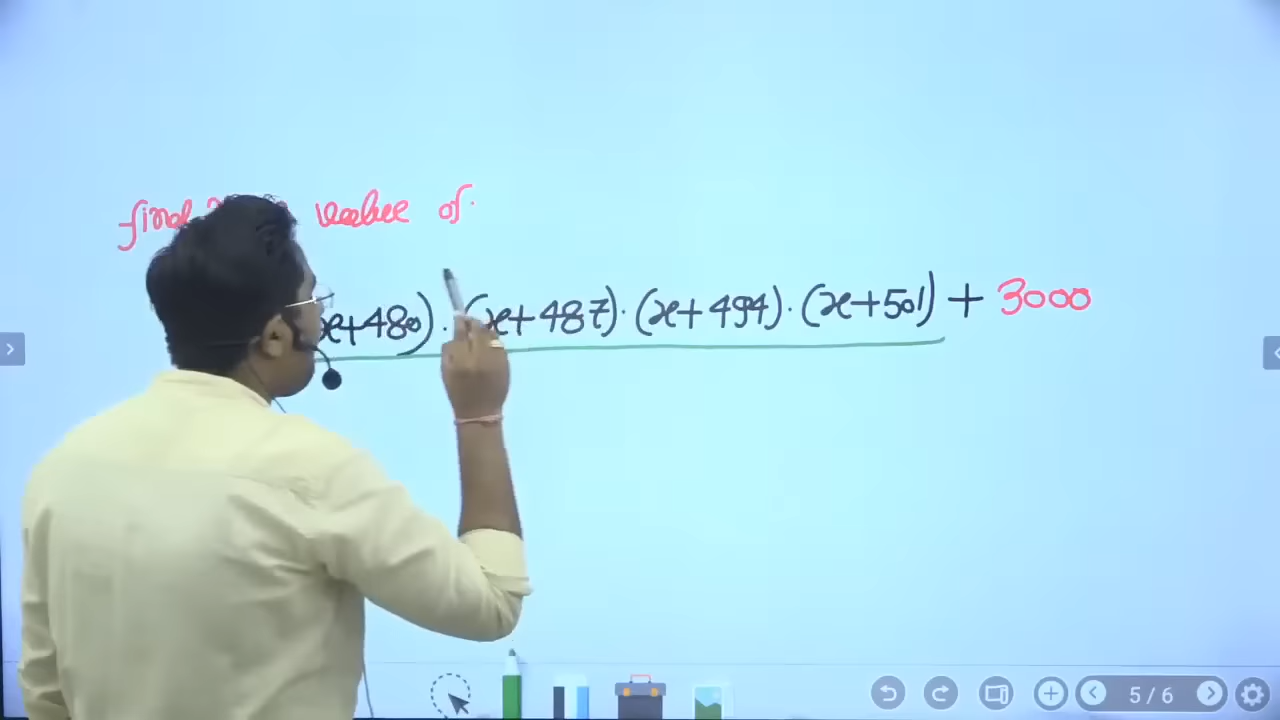 find value of
x+480) · (x+487) · (x+494) · (x+501) + 3000
5 / 6